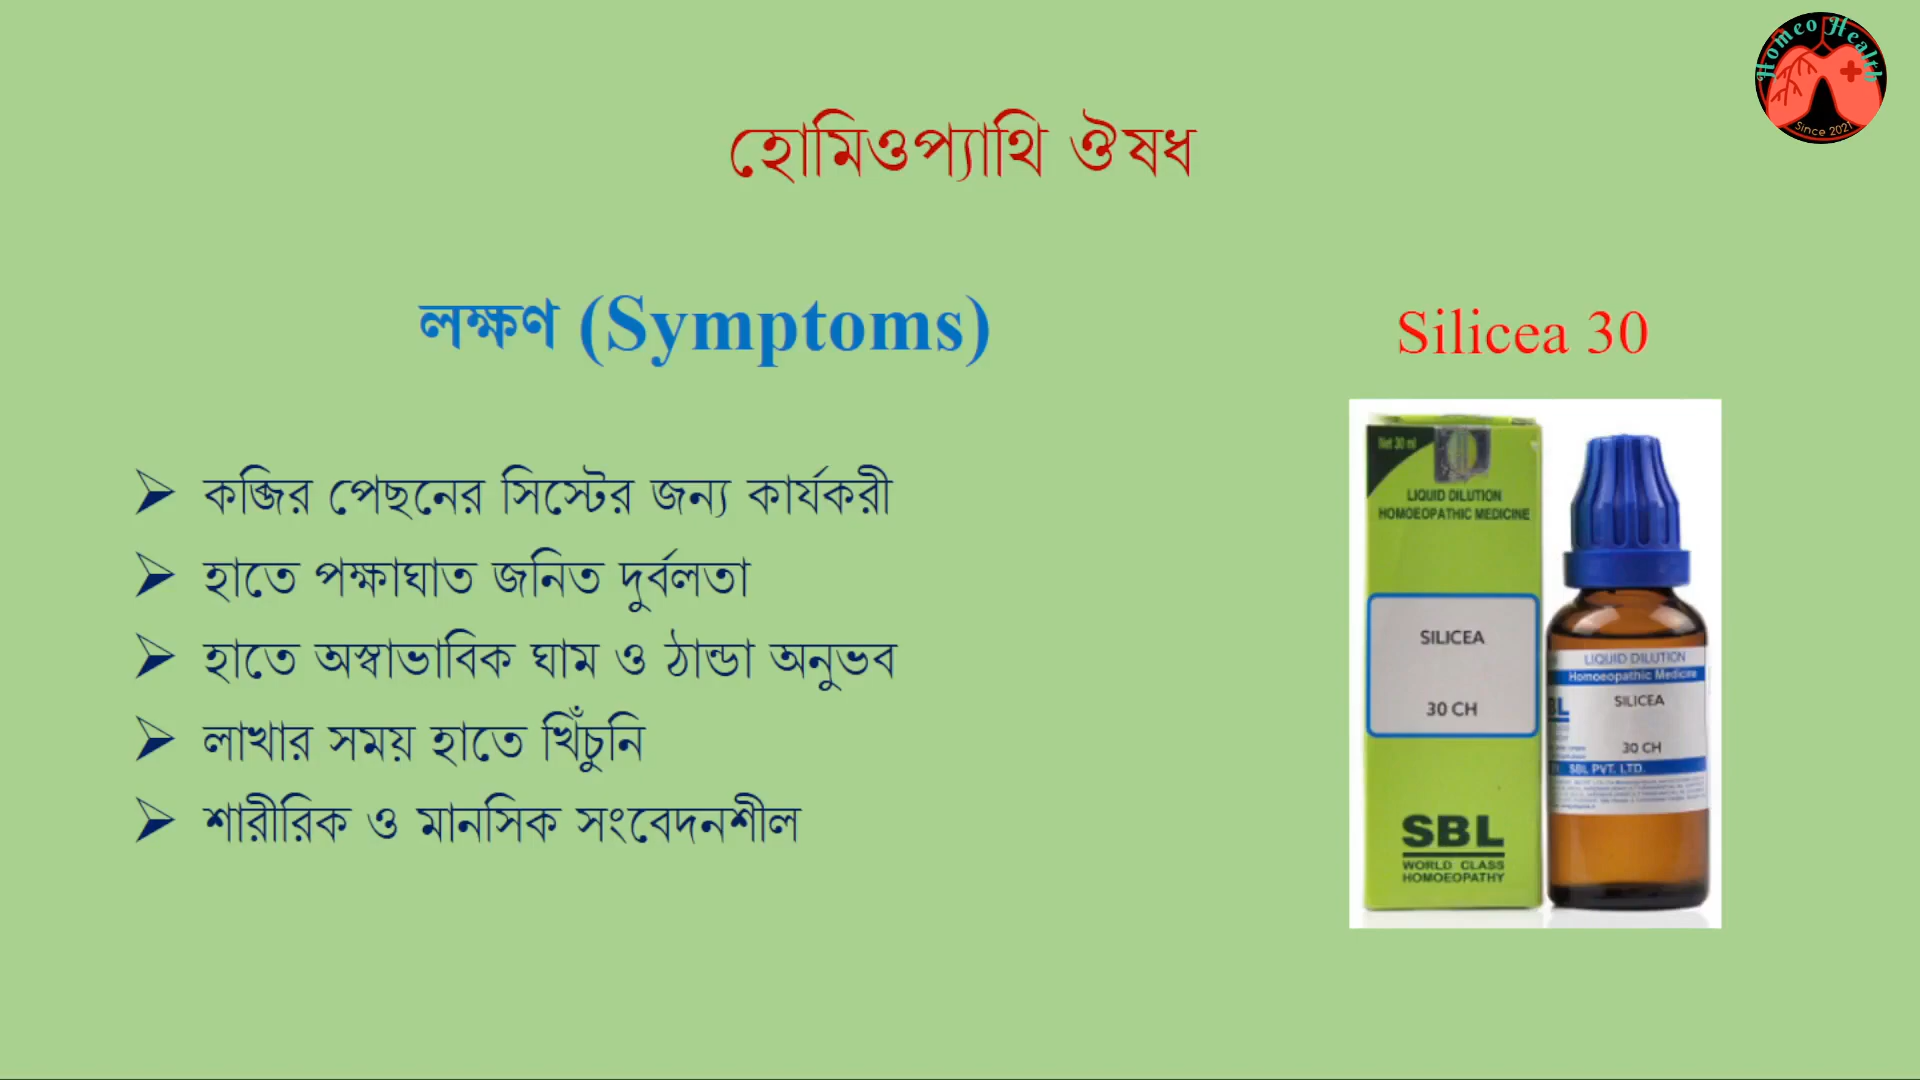 Homeo Health
Since 2021
হোমিওপ্যাথি ঔষধ
লক্ষণ (Symptoms)
Silicea 30
কব্জির পেছনের সিস্টের জন্য কার্যকরী
হাতে পক্ষাঘাত জনিত দুর্বলতা
হাতে অস্বাভাবিক ঘাম ও ঠান্ডা অনুভব
লাখার সময় হাতে খিঁচুনি
শারীরিক ও মানসিক সংবেদনশীল
Net 30 ml
LIQUID DILUTION
HOMOEOPATHIC MEDICINE
SILICEA
30 CH
SBL
WORLD CLASS
HOMOEOPATHY
LIQUID DILUTION
Homoeopathic Medicine
SILICEA
30 CH
SBL PVT. LTD.